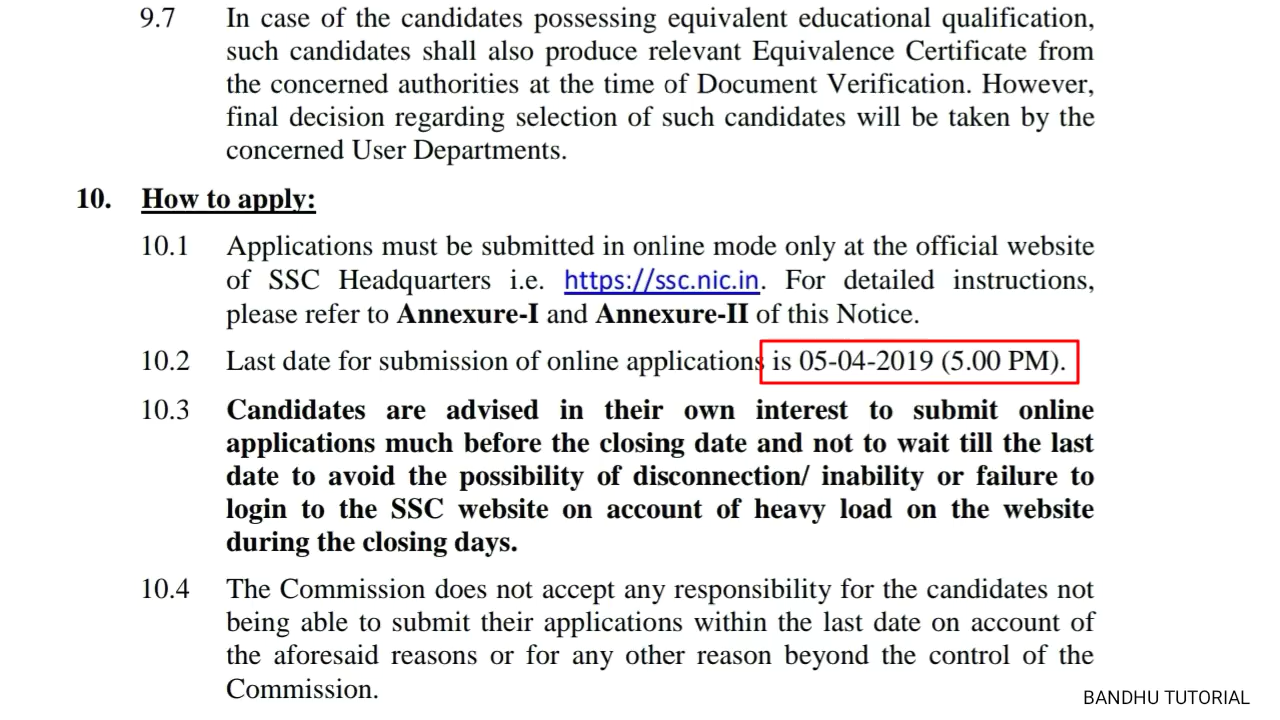 9.7 In case of the candidates possessing equivalent educational qualification,
such candidates shall also produce relevant Equivalence Certificate from
the concerned authorities at the time of Document Verification. However,
final decision regarding selection of such candidates will be taken by the
concerned User Departments.
10. How to apply:
10.1 Applications must be submitted in online mode only at the official website
of SSC Headquarters i.e. https://ssc.nic.in. For detailed instructions,
please refer to Annexure-I and Annexure-II of this Notice.
10.2 Last date for submission of online applications is 05-04-2019 (5.00 PM).
10.3 Candidates are advised in their own interest to submit online
applications much before the closing date and not to wait till the last
date to avoid the possibility of disconnection/ inability or failure to
login to the SSC website on account of heavy load on the website
during the closing days.
10.4 The Commission does not accept any responsibility for the candidates not
being able to submit their applications within the last date on account of
the aforesaid reasons or for any other reason beyond the control of the
Commission.
BANDHU TUTORIAL